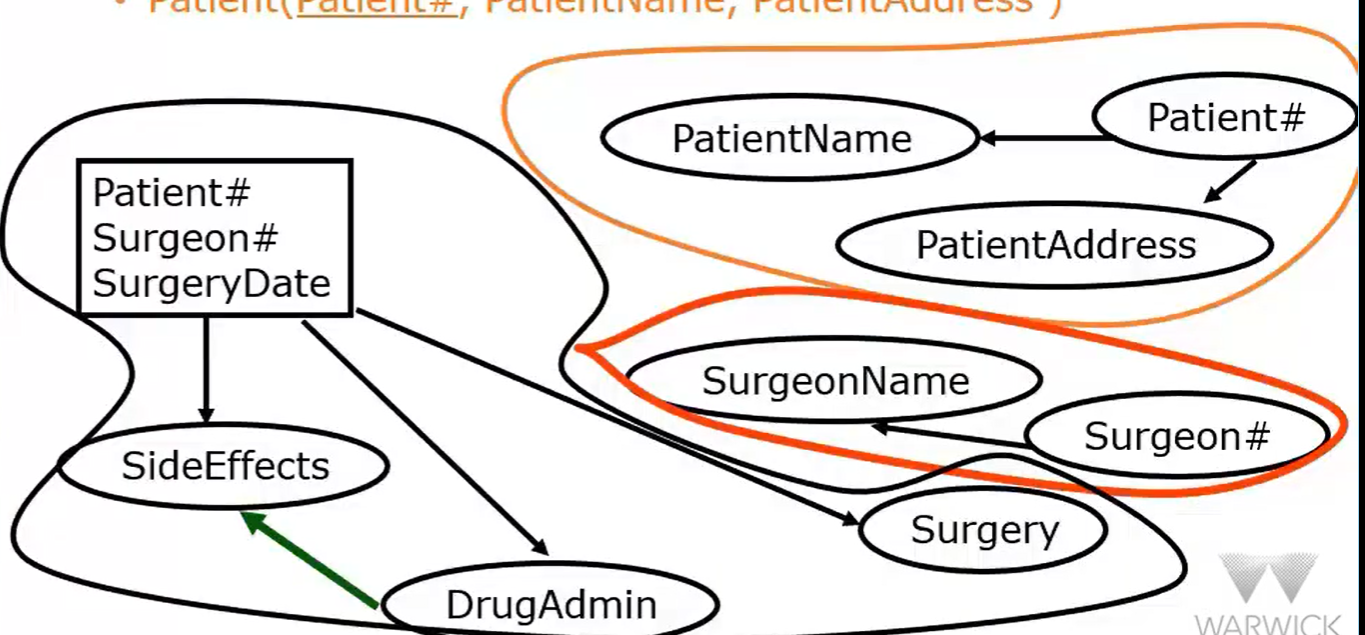 • Patient(Patient#, PatientName, PatientAddress )
Patient#
PatientName
PatientAddress
Patient#
Surgeon#
SurgeryDate
SurgeonName
Surgeon#
SideEffects
Surgery
DrugAdmin
WARWICK